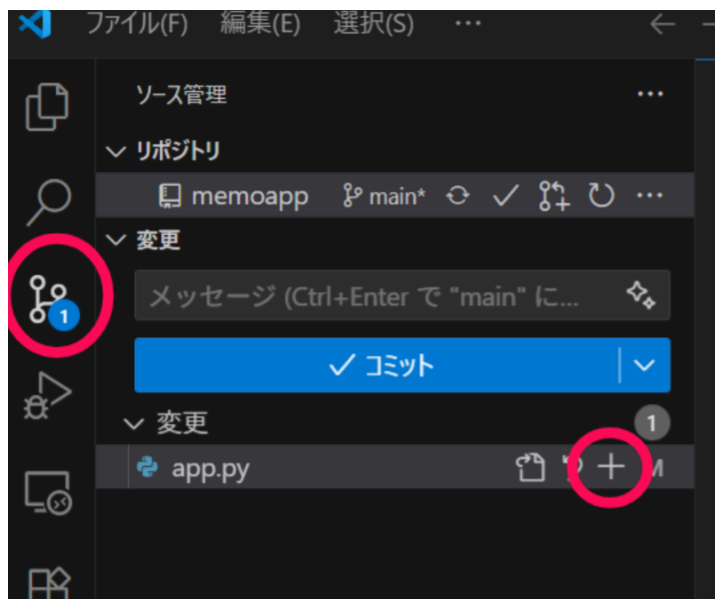 ファイル(F) 編集(E) 選択(S) ...
ソース管理
リポジトリ
memoapp main*
変更
メッセージ (Ctrl+Enter で "main" に...
コミット
1
変更 1
app.py M